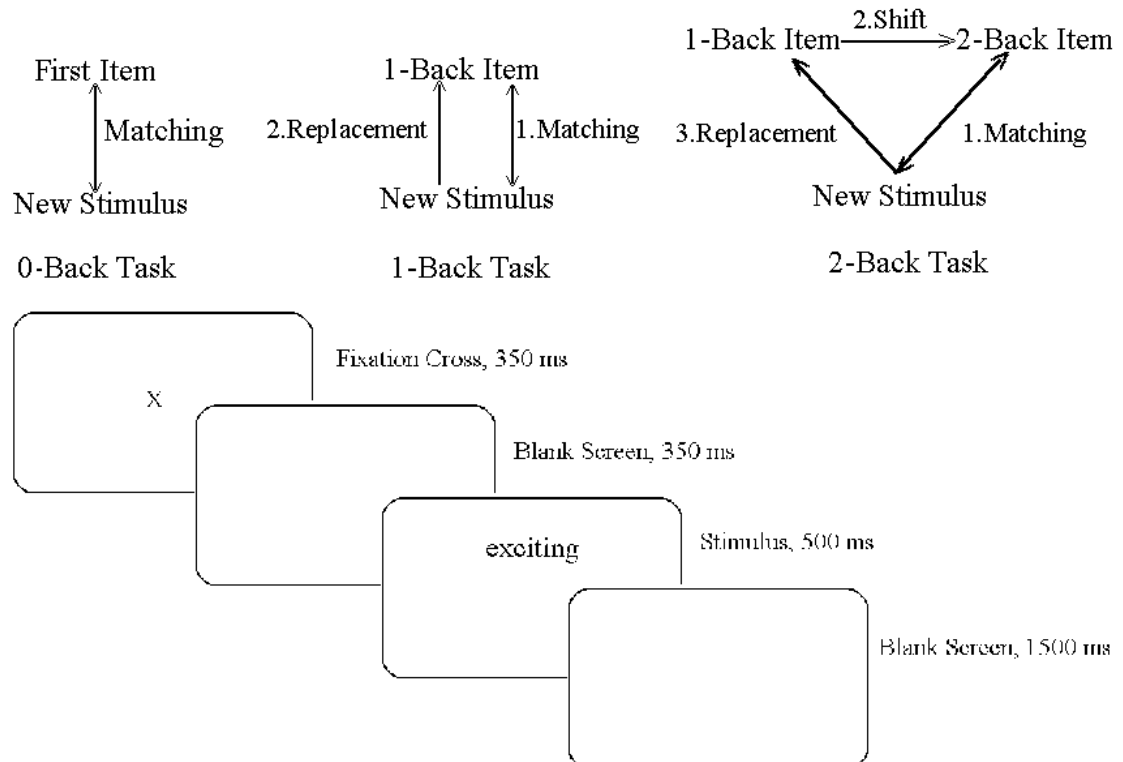 First Item
Matching
New Stimulus
0-Back Task
1-Back Item
2.Replacement
1.Matching
New Stimulus
1-Back Task
1-Back Item
2.Shift
2-Back Item
3.Replacement
1.Matching
New Stimulus
2-Back Task
X
Fixation Cross, 350 ms
Blank Screen, 350 ms
exciting
Stimulus, 500 ms
Blank Screen, 1500 ms